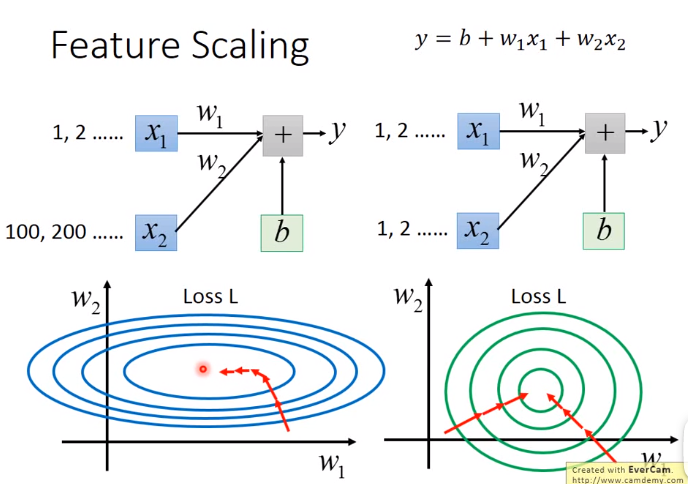 Feature Scaling
y = b + w₁x₁ + w₂x₂
1, 2 ……
x₁
w₁
+
y
w₂
100, 200 ……
x₂
b
1, 2 ……
x₁
w₁
+
y
w₂
1, 2 ……
x₂
b
w₂
Loss L
w₁
w₂
Loss L
Created with EverCam.
http://www.camdemy.com